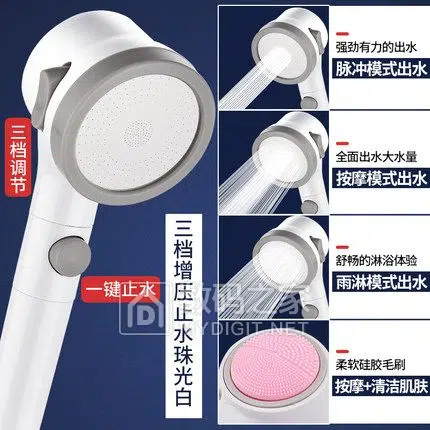 三档调节
一键止水
三档增压止水珠光白
强劲有力的出水
脉冲模式出水
全面出水大水量
按摩模式出水
舒畅的淋浴体验
雨淋模式出水
柔软硅胶毛刷
按摩+清洁肌肤
数码之家
MYDIGIT.NET